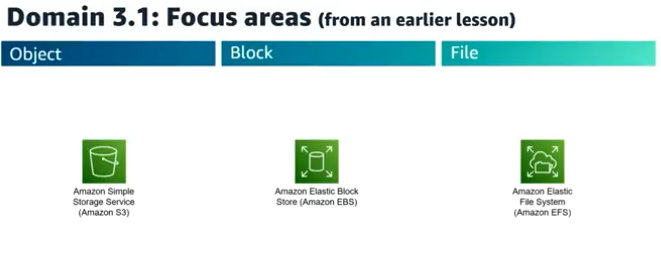 Domain 3.1: Focus areas (from an earlier lesson)
Object
Block
File
Amazon Simple
Storage Service
(Amazon S3)
Amazon Elastic Block
Store (Amazon EBS)
Amazon Elastic
File System
(Amazon EFS)